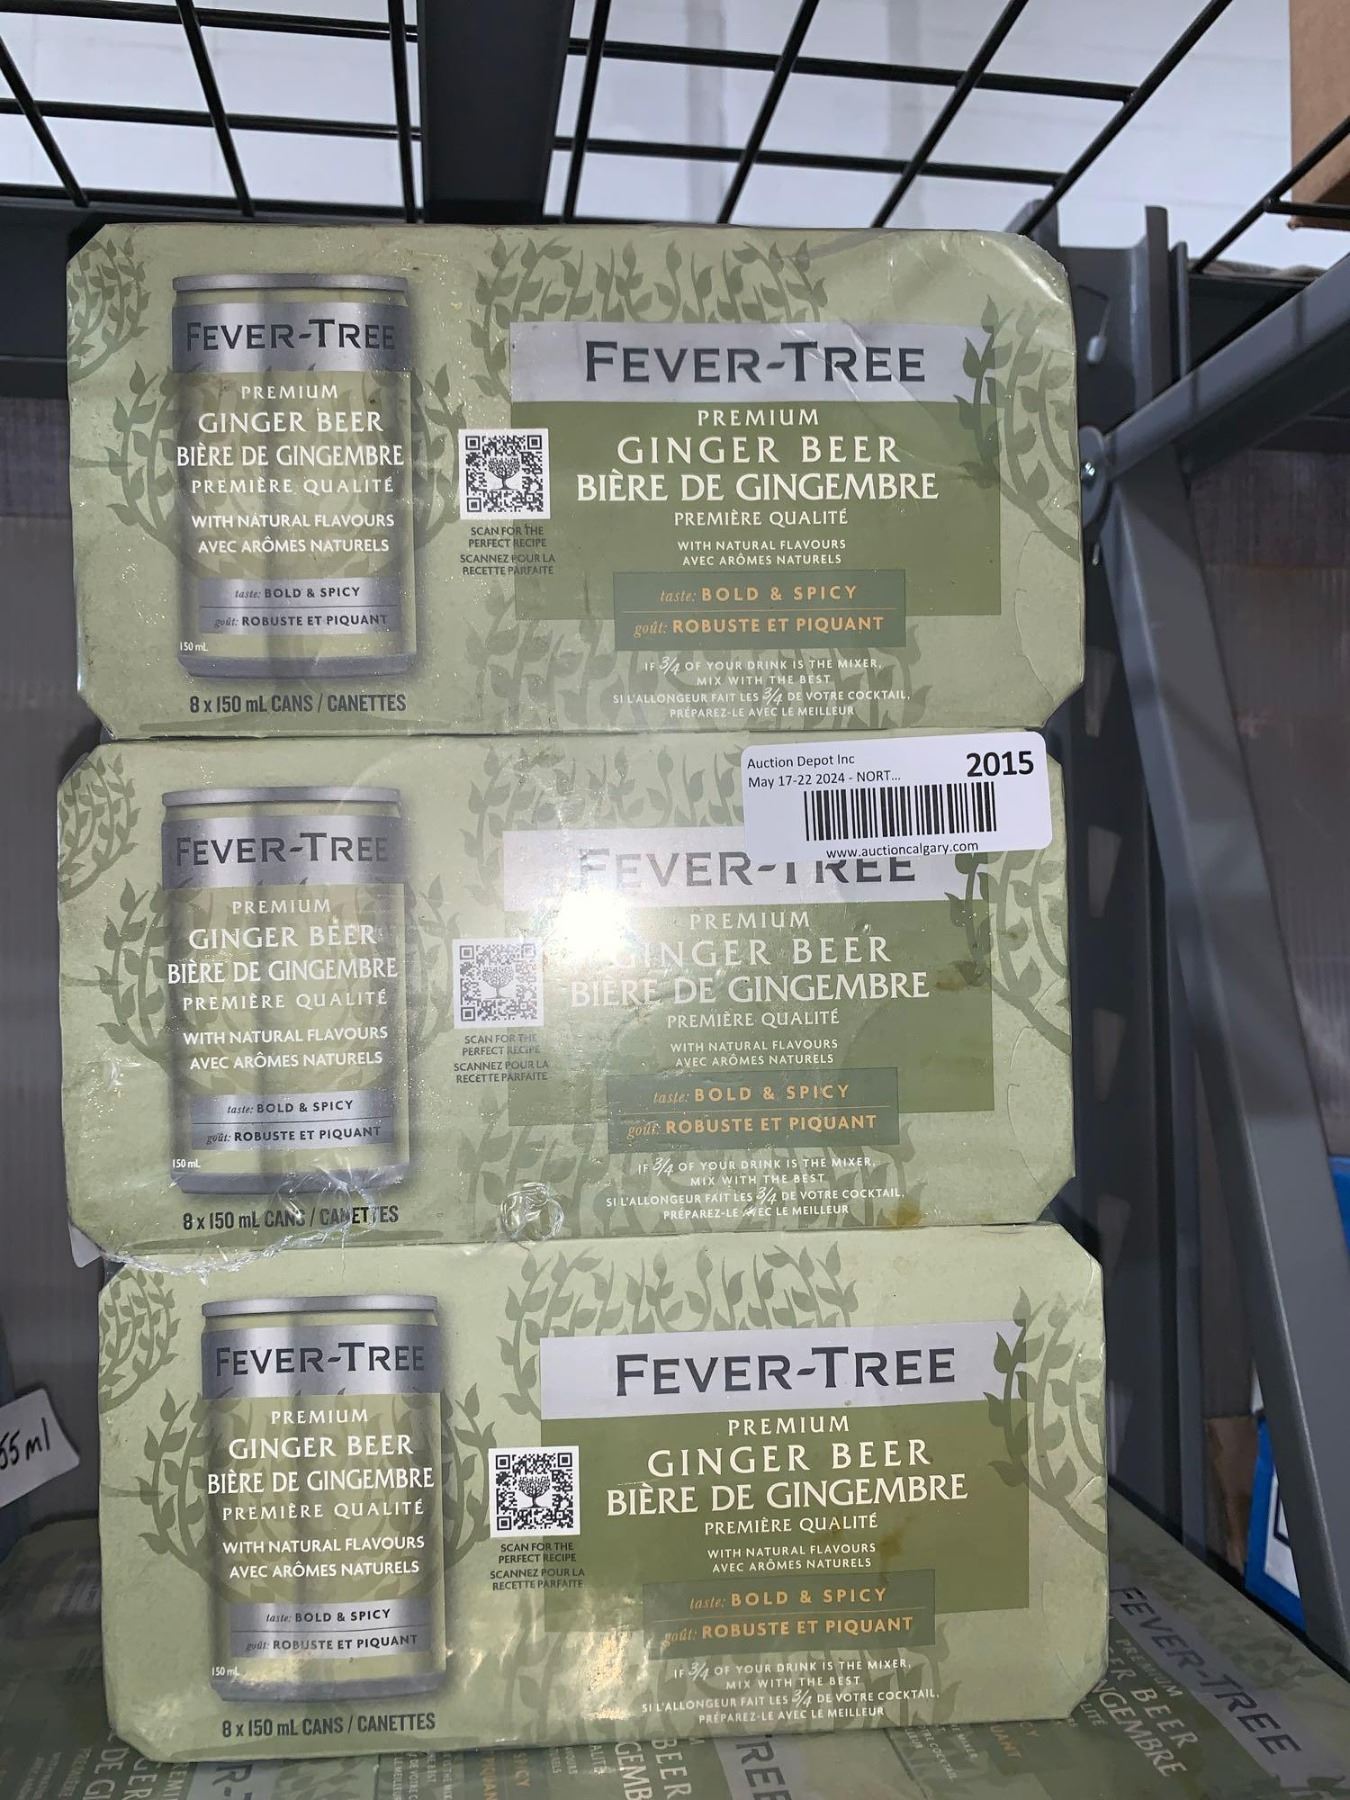 FEVER-TREE
PREMIUM
GINGER BEER
BIÈRE DE GINGEMBRE
PREMIÈRE QUALITÉ
WITH NATURAL FLAVOURS
AVEC ARÔMES NATURELS
taste: BOLD & SPICY
goût: ROBUSTE ET PIQUANT
150 mL
8 x 150 mL CANS / CANETTES
SCAN FOR THE
PERFECT RECIPE
SCANNEZ POUR LA
RECETTE PARFAITE
FEVER-TREE
PREMIUM
GINGER BEER
BIÈRE DE GINGEMBRE
PREMIÈRE QUALITÉ
WITH NATURAL FLAVOURS
AVEC ARÔMES NATURELS
taste: BOLD & SPICY
goût: ROBUSTE ET PIQUANT
IF 3/4 OF YOUR DRINK IS THE MIXER,
MIX WITH THE BEST
SI L'ALLONGEUR FAIT LES 3/4 DE VOTRE COCKTAIL,
PRÉPAREZ-LE AVEC LE MEILLEUR
Auction Depot Inc
2015
May 17-22 2024 - NORT...
www.auctioncalgary.com
FEVER-TREE
PREMIUM
GINGER BEER
BIÈRE DE GINGEMBRE
PREMIÈRE QUALITÉ
WITH NATURAL FLAVOURS
AVEC ARÔMES NATURELS
taste: BOLD & SPICY
goût: ROBUSTE ET PIQUANT
150 mL
8 x 150 mL CANS / CANETTES
SCAN FOR THE
PERFECT RECIPE
SCANNEZ POUR LA
RECETTE PARFAITE
FEVER-TREE
PREMIUM
GINGER BEER
BIÈRE DE GINGEMBRE
PREMIÈRE QUALITÉ
WITH NATURAL FLAVOURS
AVEC ARÔMES NATURELS
taste: BOLD & SPICY
goût: ROBUSTE ET PIQUANT
IF 3/4 OF YOUR DRINK IS THE MIXER,
MIX WITH THE BEST
SI L'ALLONGEUR FAIT LES 3/4 DE VOTRE COCKTAIL,
PRÉPAREZ-LE AVEC LE MEILLEUR
FEVER-TREE
PREMIUM
GINGER BEER
BIÈRE DE GINGEMBRE
PREMIÈRE QUALITÉ
WITH NATURAL FLAVOURS
AVEC ARÔMES NATURELS
taste: BOLD & SPICY
goût: ROBUSTE ET PIQUANT
150 mL
8 x 150 mL CANS / CANETTES
SCAN FOR THE
PERFECT RECIPE
SCANNEZ POUR LA
RECETTE PARFAITE
FEVER-TREE
PREMIUM
GINGER BEER
BIÈRE DE GINGEMBRE
PREMIÈRE QUALITÉ
WITH NATURAL FLAVOURS
AVEC ARÔMES NATURELS
taste: BOLD & SPICY
goût: ROBUSTE ET PIQUANT
IF 3/4 OF YOUR DRINK IS THE MIXER,
MIX WITH THE BEST
SI L'ALLONGEUR FAIT LES 3/4 DE VOTRE COCKTAIL,
PRÉPAREZ-LE AVEC LE MEILLEUR
55 ml
FEVER-TREE
PREMIUM
ER BEER
NGEMBRE